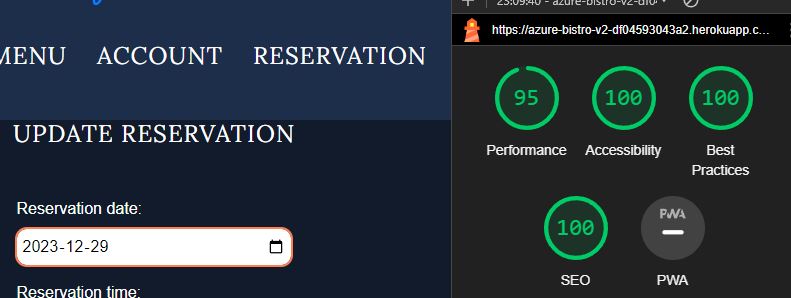 MENU ACCOUNT RESERVATION
UPDATE RESERVATION
Reservation date:
2023-12-29
Reservation time:
23:09:40 - azure-bistro-v2-df04
https://azure-bistro-v2-df04593043a2.herokuapp.c...
95 100 100
Performance Accessibility Best
Practices
100 PWA
SEO PWA